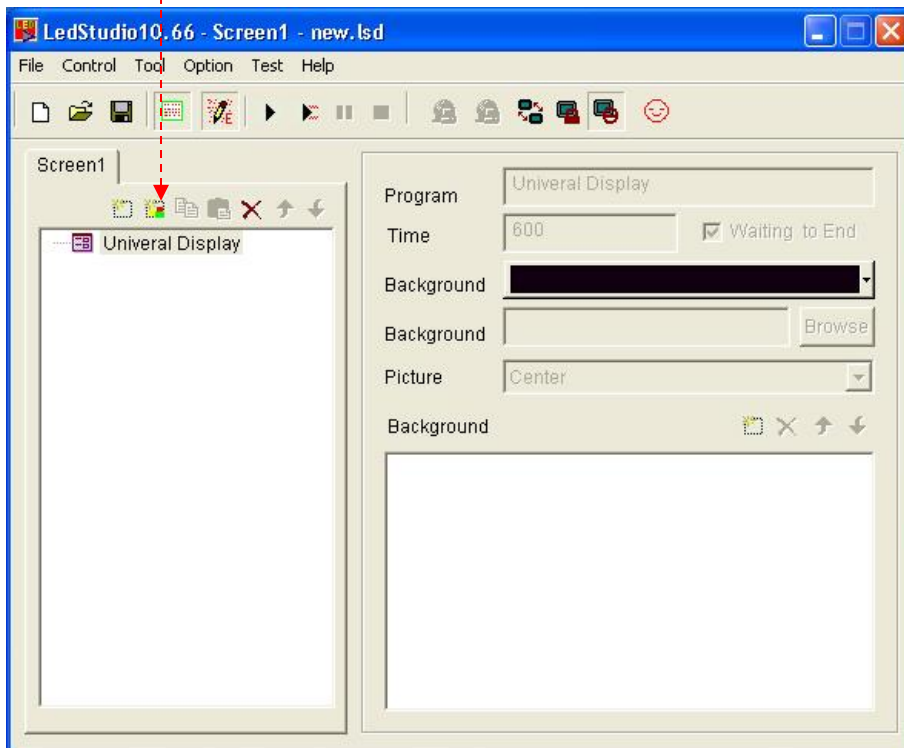 LedStudio10.66 - Screen1 - new.lsd
File Control Tool Option Test Help
Screen1
Univeral Display
Program Univeral Display
Time 600 Waiting to End
Background
Background Browse
Picture Center
Background